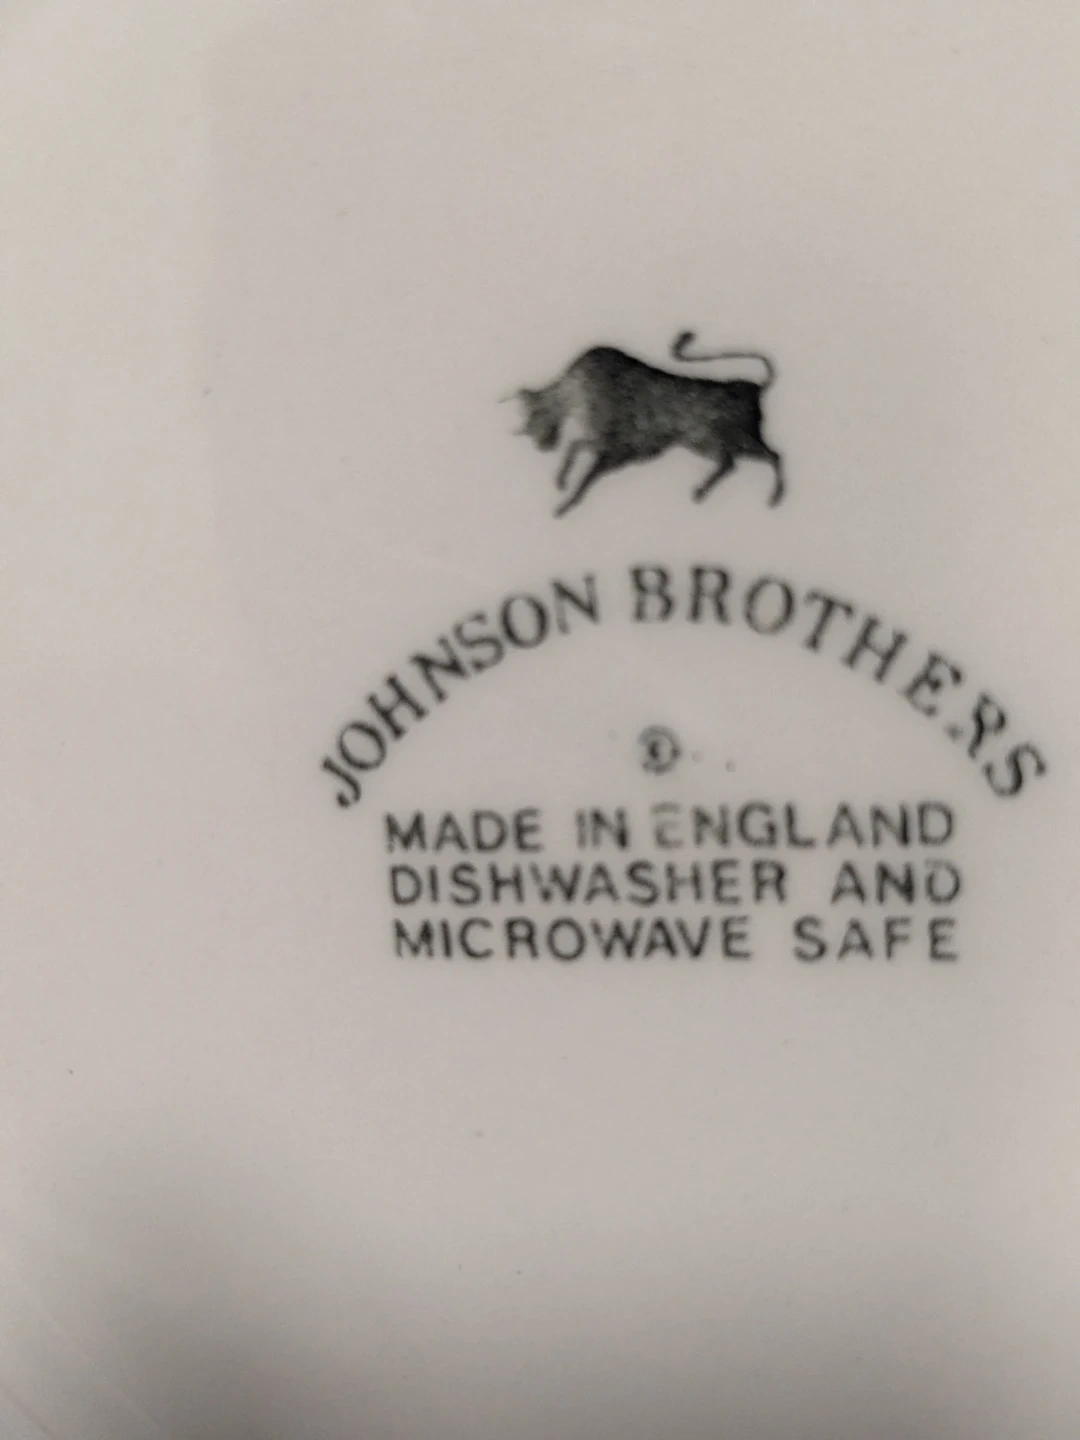 JOHNSON BROTHERS
©
MADE IN ENGLAND
DISHWASHER AND
MICROWAVE SAFE